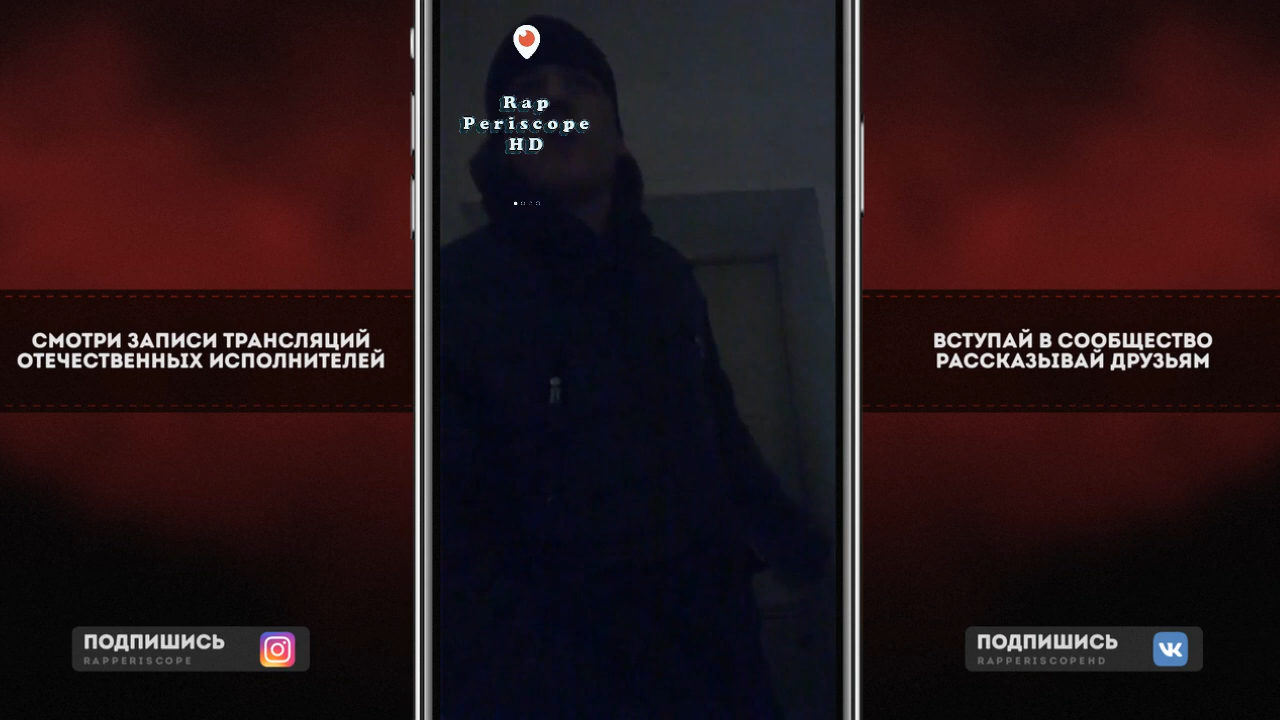 Rap
Periscope
HD
СМОТРИ ЗАПИСИ ТРАНСЛЯЦИЙ
ОТЕЧЕСТВЕННЫХ ИСПОЛНИТЕЛЕЙ
ВСТУПАЙ В СООБЩЕСТВО
РАССКАЗЫВАЙ ДРУЗЬЯМ
ПОДПИШИСЬ
RAPPERISCOPE
ПОДПИШИСЬ
RAPPERISCOPEHD